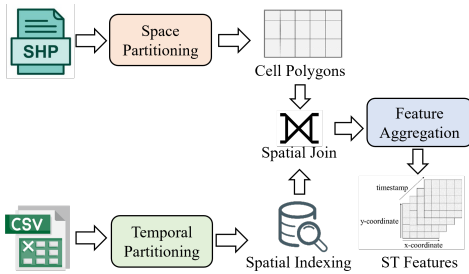 SHP
Space
Partitioning
Cell Polygons
Spatial Join
Feature
Aggregation
timestamp
y-coordinate
x-coordinate
ST Features
CSV
Temporal
Partitioning
Spatial Indexing